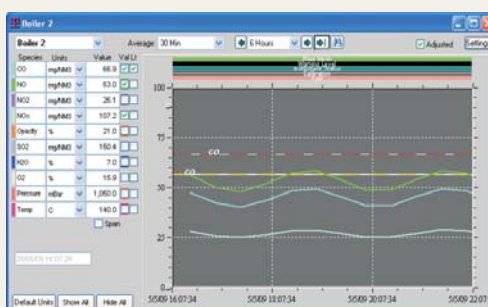 Boiler 2
Boiler 2 Average 30 Min 6 Hours Adjusted Settings
Species Units Value Val Lt
CO mg/NM3 66.9
NO mg/NM3 53.0
NO2 mg/NM3 26.1
NOx mg/NM3 107.2
Opacity % 21.0
SO2 mg/NM3 150.4
H2O % 7.0
O2 % 15.9
Pressure mBar 1,060.0
Temp C 140.0
Span
Default Units Show All Hide All
100
75
50
25
0
CO
CO
5/5/09 16:07:34 5/5/09 18:07:34 5/5/09 20:07:34 5/5/09 22:07